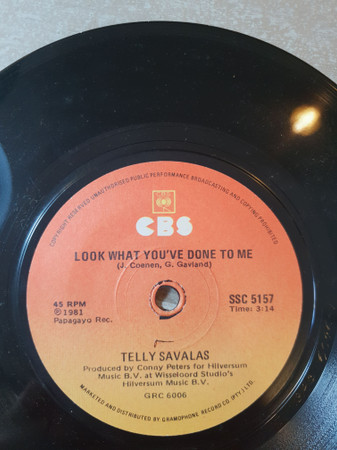 COPYRIGHT RESERVED UNAUTHORISED PUBLIC PERFORMANCE BROADCASTING AND COPYING
CBS
LOOK WHAT YOU'VE DONE TO ME
(J. Coenen, G. Gavland)
45 RPM
℗ 1981
Papagayo Rec.
SSC 5157
Time: 3:14
TELLY SAVALAS
Produced by Conny Peters for Hilversum
Music B.V. at Wisseloord Studio's
Hilversum Music B.V.
GRC 6006
MARKETED AND DISTRIBUTED BY GRAMOPHONE RECORD CO (PTY.) LTD.